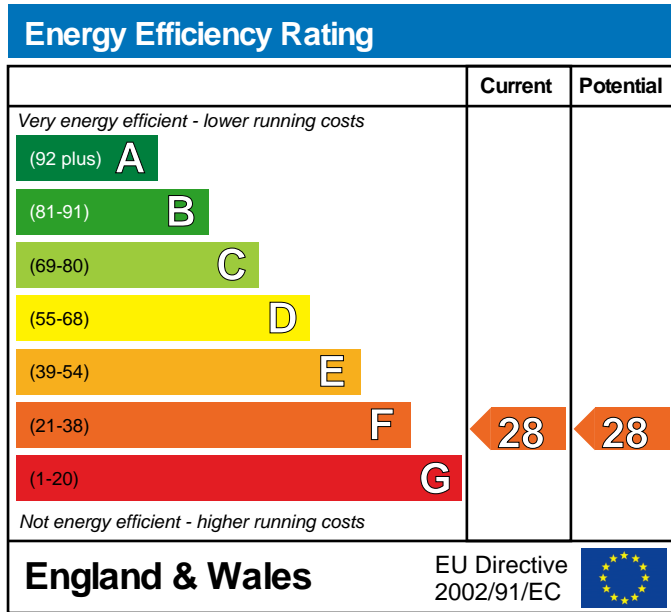 Energy Efficiency Rating
Current Potential
Very energy efficient - lower running costs
(92 plus) A
(81-91) B
(69-80) C
(55-68) D
(39-54) E
(21-38) F 28 28
(1-20) G
Not energy efficient - higher running costs
England & Wales
EU Directive
2002/91/EC